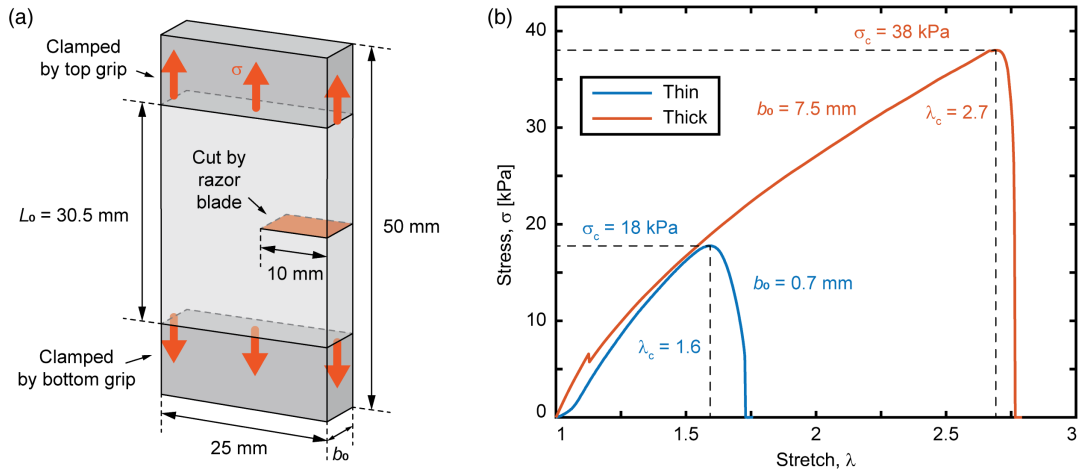 (a)
Clamped
by top grip
σ
Cut by
razor
blade
L₀ = 30.5 mm
50 mm
10 mm
Clamped
by bottom grip
25 mm
b₀
(b)
Stress, σ [kPa]
40
30
20
10
0
σc = 38 kPa
Thin
Thick
b₀ = 7.5 mm
λc = 2.7
σc = 18 kPa
b₀ = 0.7 mm
λc = 1.6
1
1.5
2
2.5
3
Stretch, λ